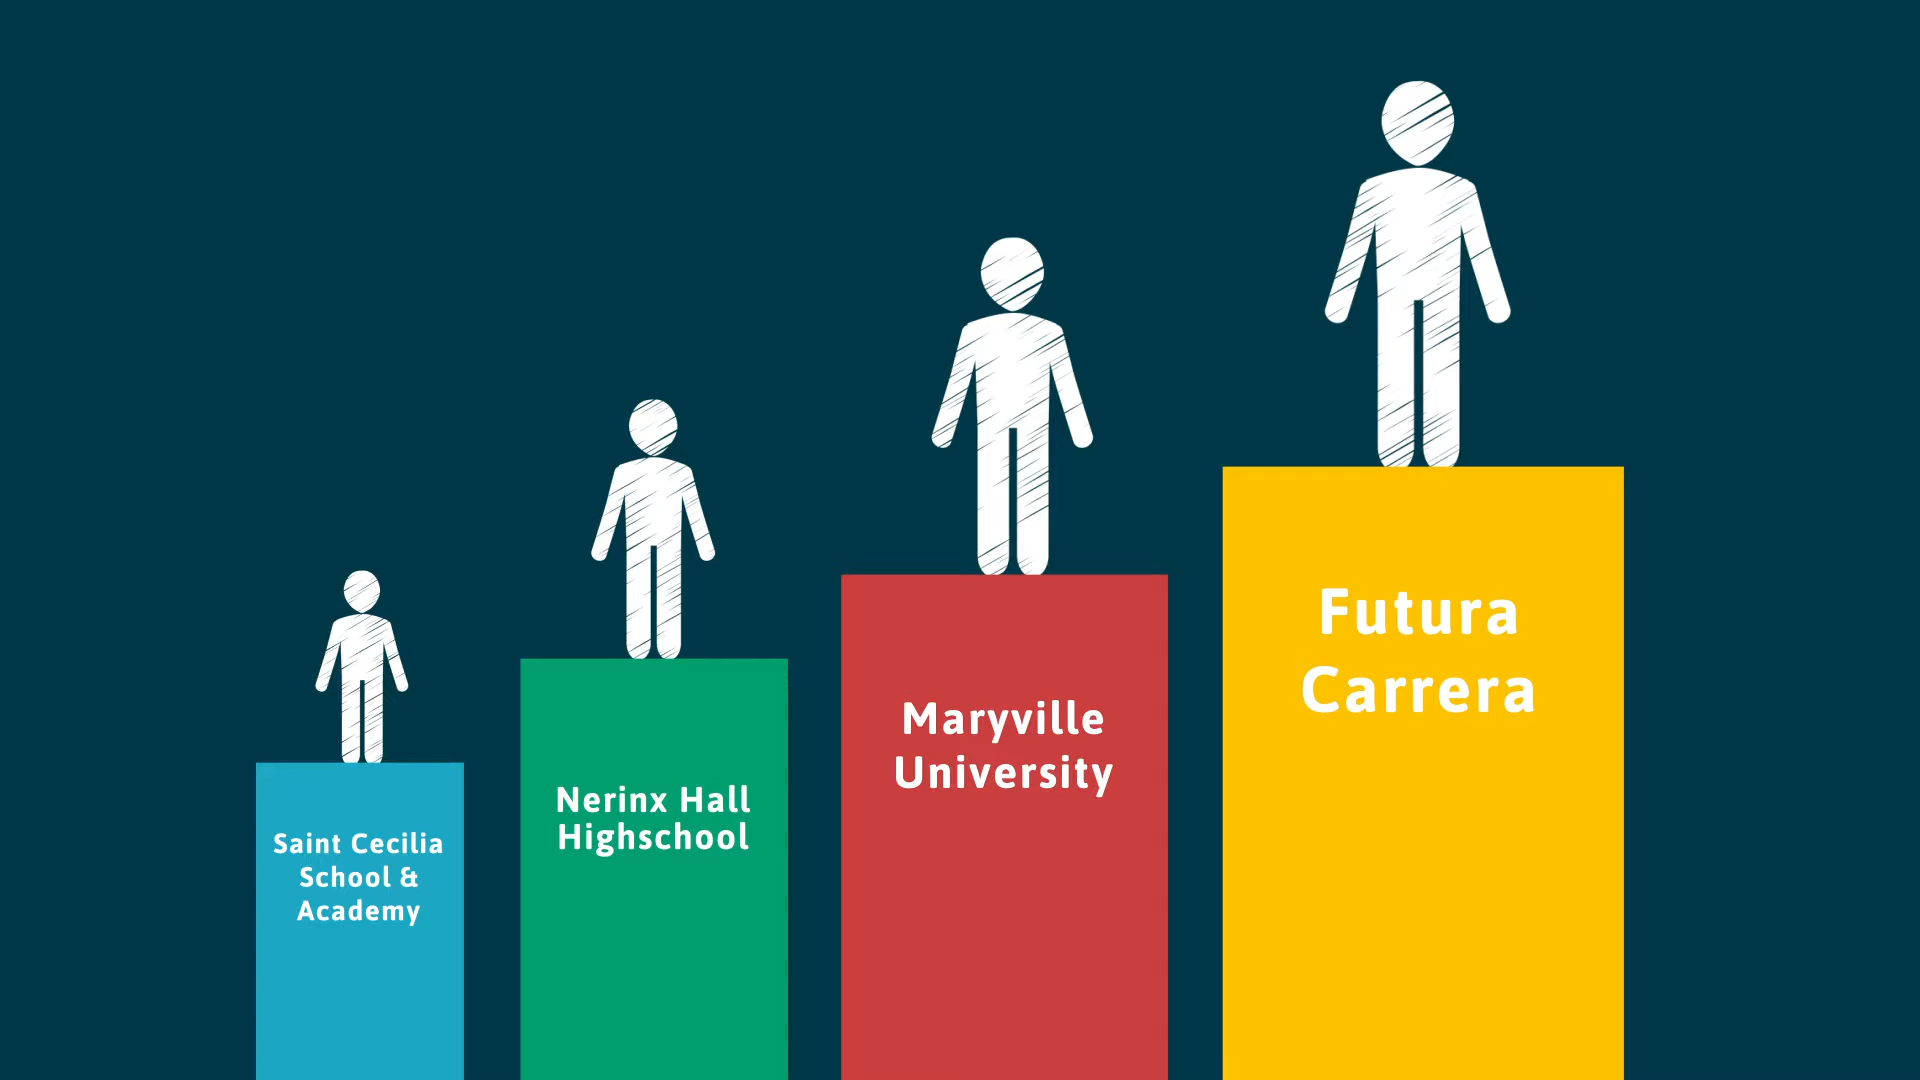 Saint Cecilia
School &
Academy
Nerinx Hall
Highschool
Maryville
University
Futura
Carrera